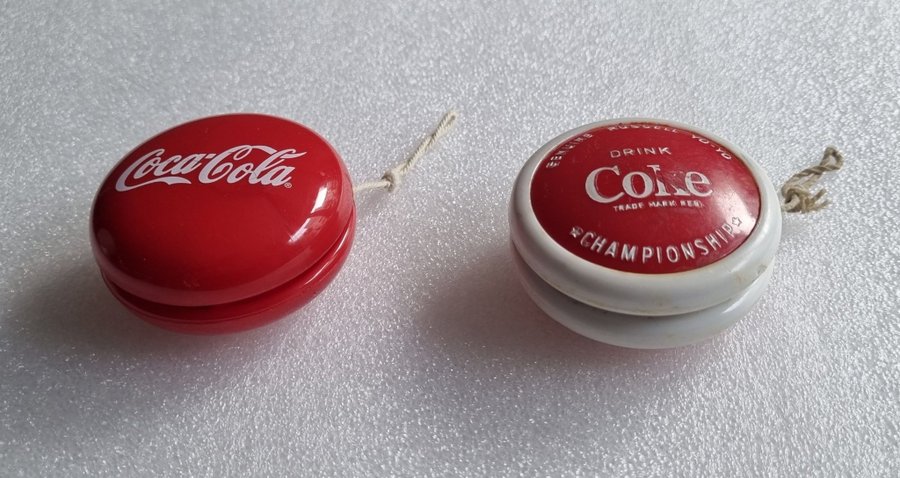 Coca-Cola®
GENUINE RUSSELL YO-YO
DRINK
Coke
TRADE MARK REG.
☆CHAMPIONSHIP☆